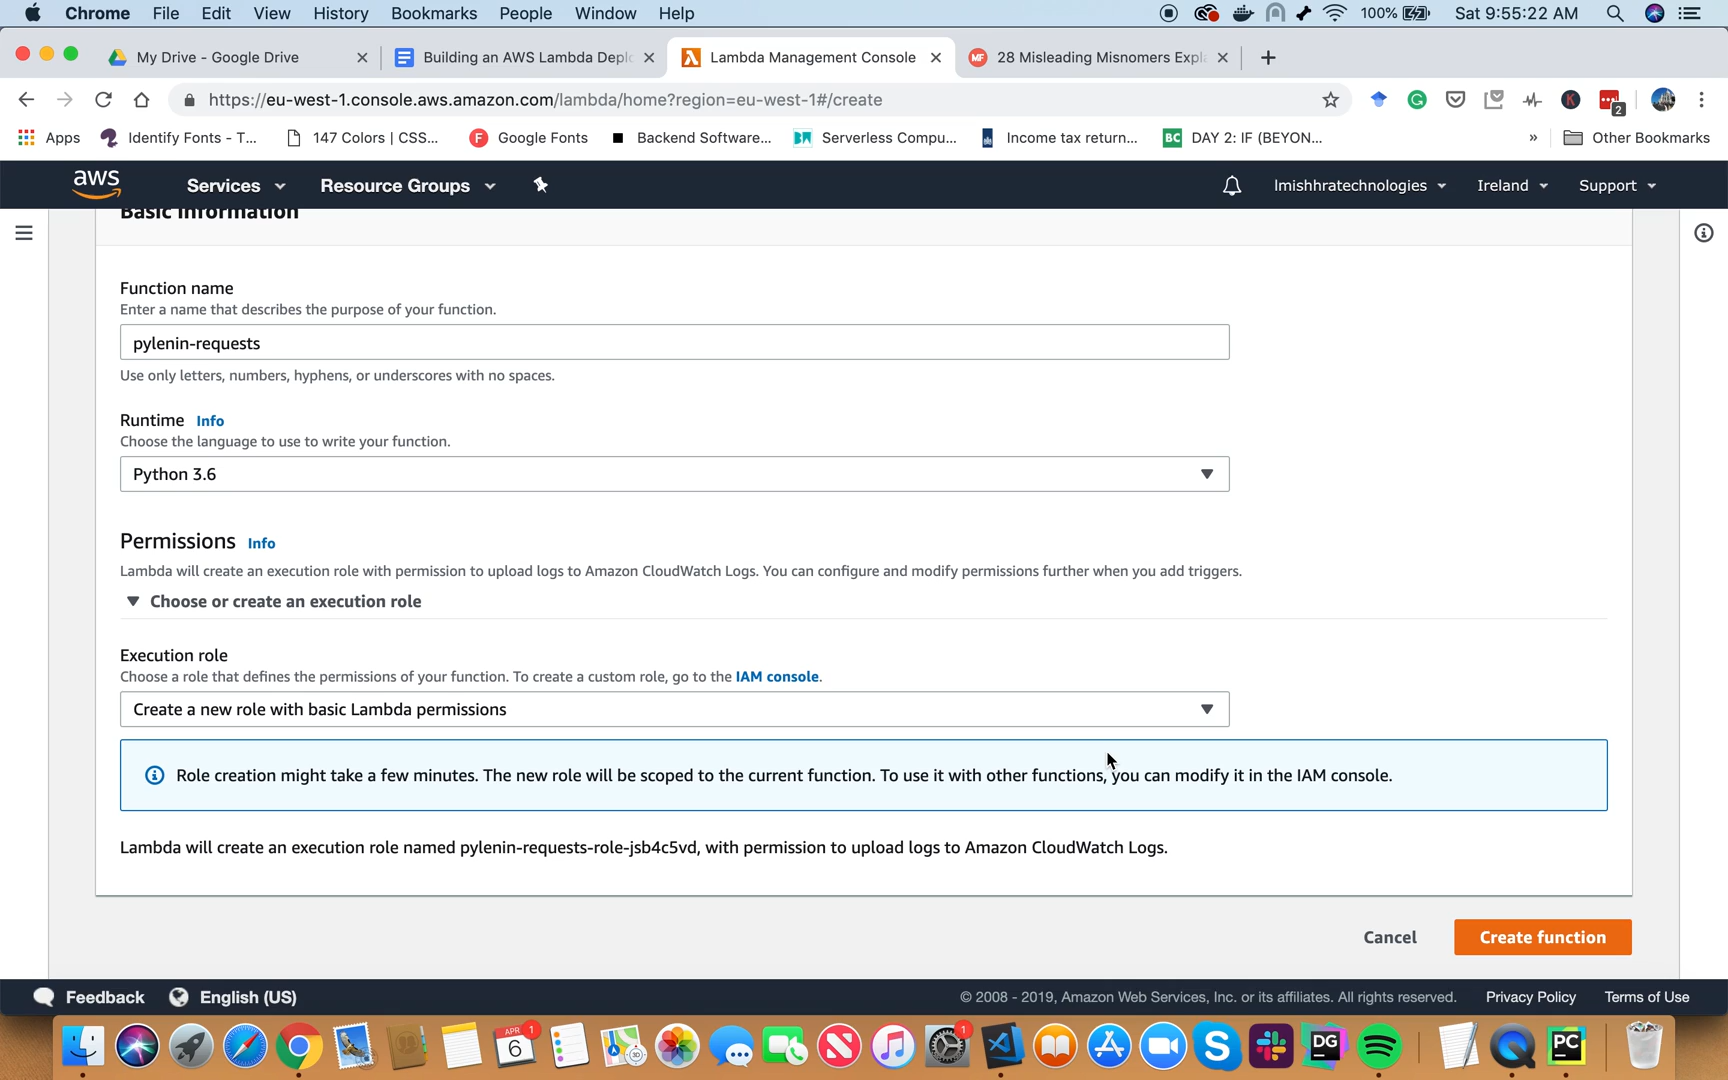 Chrome File Edit View History Bookmarks People Window Help 100% Sat 9:55:22 AM
My Drive - Google Drive Building an AWS Lambda Depl Lambda Management Console 28 Misleading Misnomers Expl
https://eu-west-1.console.aws.amazon.com/lambda/home?region=eu-west-1#/create 2
Apps Identify Fonts - T... 147 Colors | CSS... Google Fonts Backend Software... Serverless Compu... Income tax return... BC DAY 2: IF (BEYON... » Other Bookmarks
aws Services Resource Groups Imishhratechnologies Ireland Support
Basic information
Function name
Enter a name that describes the purpose of your function.
pylenin-requests
Use only letters, numbers, hyphens, or underscores with no spaces.
Runtime Info
Choose the language to use to write your function.
Python 3.6
Permissions Info
Lambda will create an execution role with permission to upload logs to Amazon CloudWatch Logs. You can configure and modify permissions further when you add triggers.
Choose or create an execution role
Execution role
Choose a role that defines the permissions of your function. To create a custom role, go to the IAM console.
Create a new role with basic Lambda permissions
Role creation might take a few minutes. The new role will be scoped to the current function. To use it with other functions, you can modify it in the IAM console.
Lambda will create an execution role named pylenin-requests-role-jsb4c5vd, with permission to upload logs to Amazon CloudWatch Logs.
Cancel Create function
Feedback English (US) © 2008 - 2019, Amazon Web Services, Inc. or its affiliates. All rights reserved. Privacy Policy Terms of Use
APR 6 1 3D 1 DG PC